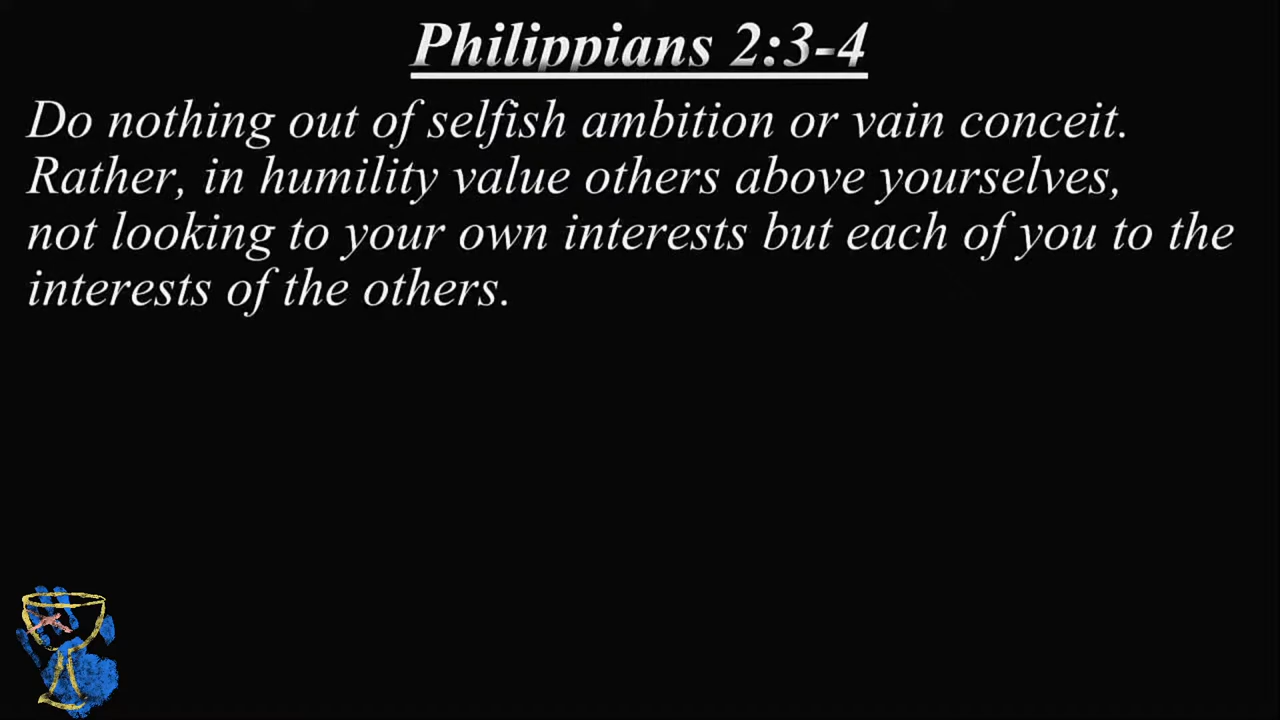 Philippians 2:3-4
Do nothing out of selfish ambition or vain conceit.
Rather, in humility value others above yourselves,
not looking to your own interests but each of you to the
interests of the others.